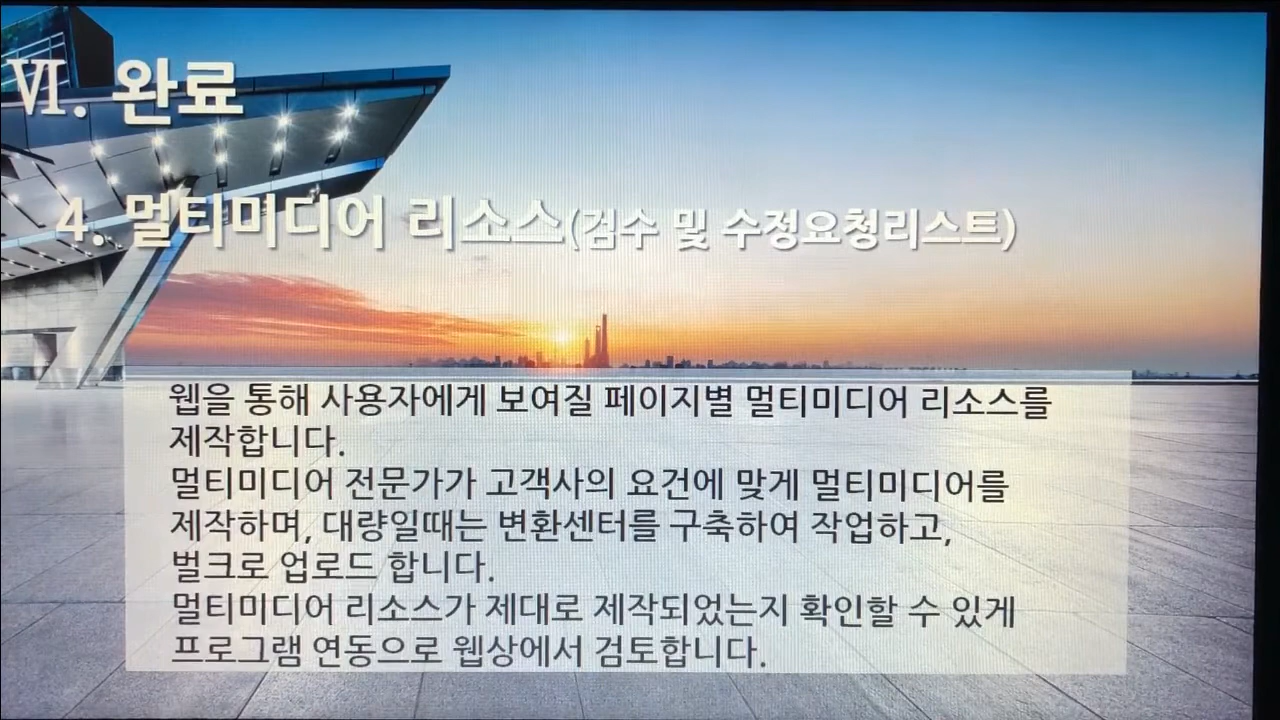 Ⅵ. 완료
4. 멀티미디어 리소스(검수 및 수정요청리스트)
웹을 통해 사용자에게 보여질 페이지별 멀티미디어 리소스를
제작합니다.
멀티미디어 전문가가 고객사의 요건에 맞게 멀티미디어를
제작하며, 대량일때는 변환센터를 구축하여 작업하고,
벌크로 업로드 합니다.
멀티미디어 리소스가 제대로 제작되었는지 확인할 수 있게
프로그램 연동으로 웹상에서 검토합니다.